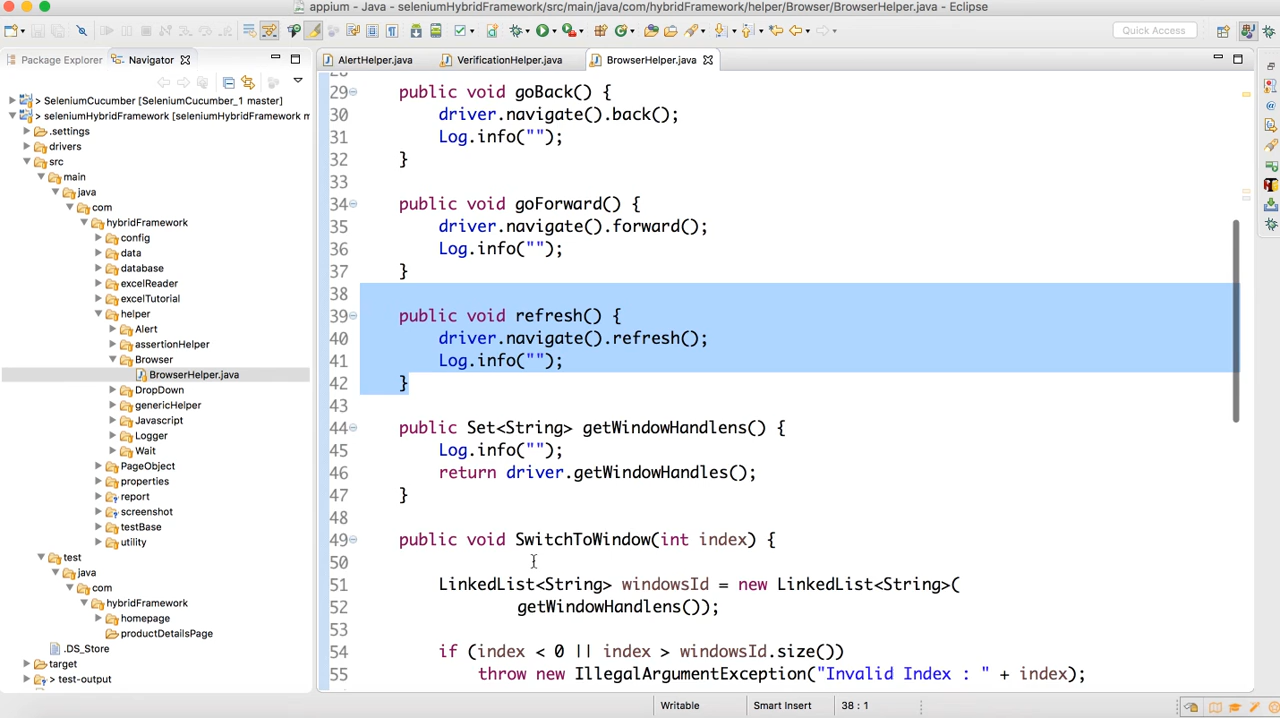 appium - Java - seleniumHybridFramework/src/main/java/com/hybridFramework/helper/Browser/BrowserHelper.java - Eclipse
Quick Access
Package Explorer
Navigator
AlertHelper.java
VerificationHelper.java
BrowserHelper.java
> SeleniumCucumber [SeleniumCucumber_1 master]
> seleniumHybridFramework [seleniumHybridFramework m
.settings
drivers
src
main
java
com
hybridFramework
config
data
database
excelReader
excelTutorial
helper
Alert
assertionHelper
Browser
BrowserHelper.java
DropDown
genericHelper
Javascript
Logger
Wait
PageObject
properties
report
screenshot
testBase
utility
test
java
com
hybridFramework
homepage
productDetailsPage
.DS_Store
target
> test-output
29 public void goBack() {
30 driver.navigate().back();
31 Log.info("");
32 }
33
34 public void goForward() {
35 driver.navigate().forward();
36 Log.info("");
37 }
38
39 public void refresh() {
40 driver.navigate().refresh();
41 Log.info("");
42 }
43
44 public Set<String> getWindowHandlens() {
45 Log.info("");
46 return driver.getWindowHandles();
47 }
48
49 public void SwitchToWindow(int index) {
50
51 LinkedList<String> windowsId = new LinkedList<String>(
52 getWindowHandlens());
53
54 if (index < 0 || index > windowsId.size())
55 throw new IllegalArgumentException("Invalid Index : " + index);
Writable
Smart Insert
38 : 1